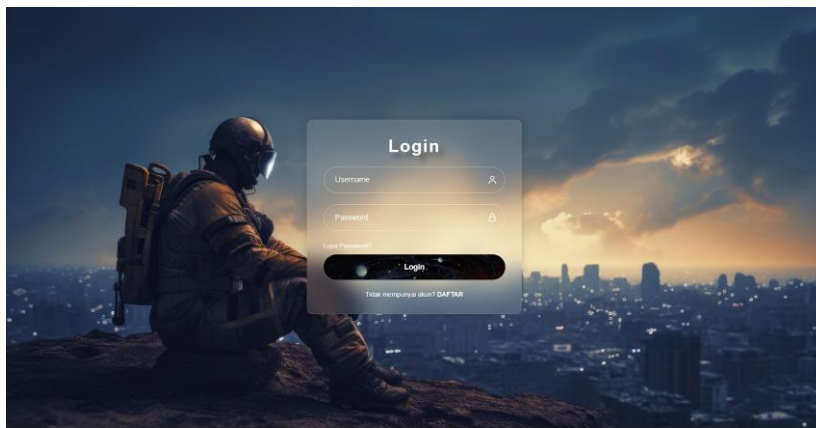 Login
Username
Password
Lupa Password?
Login
Tidak mempunyai akun? DAFTAR